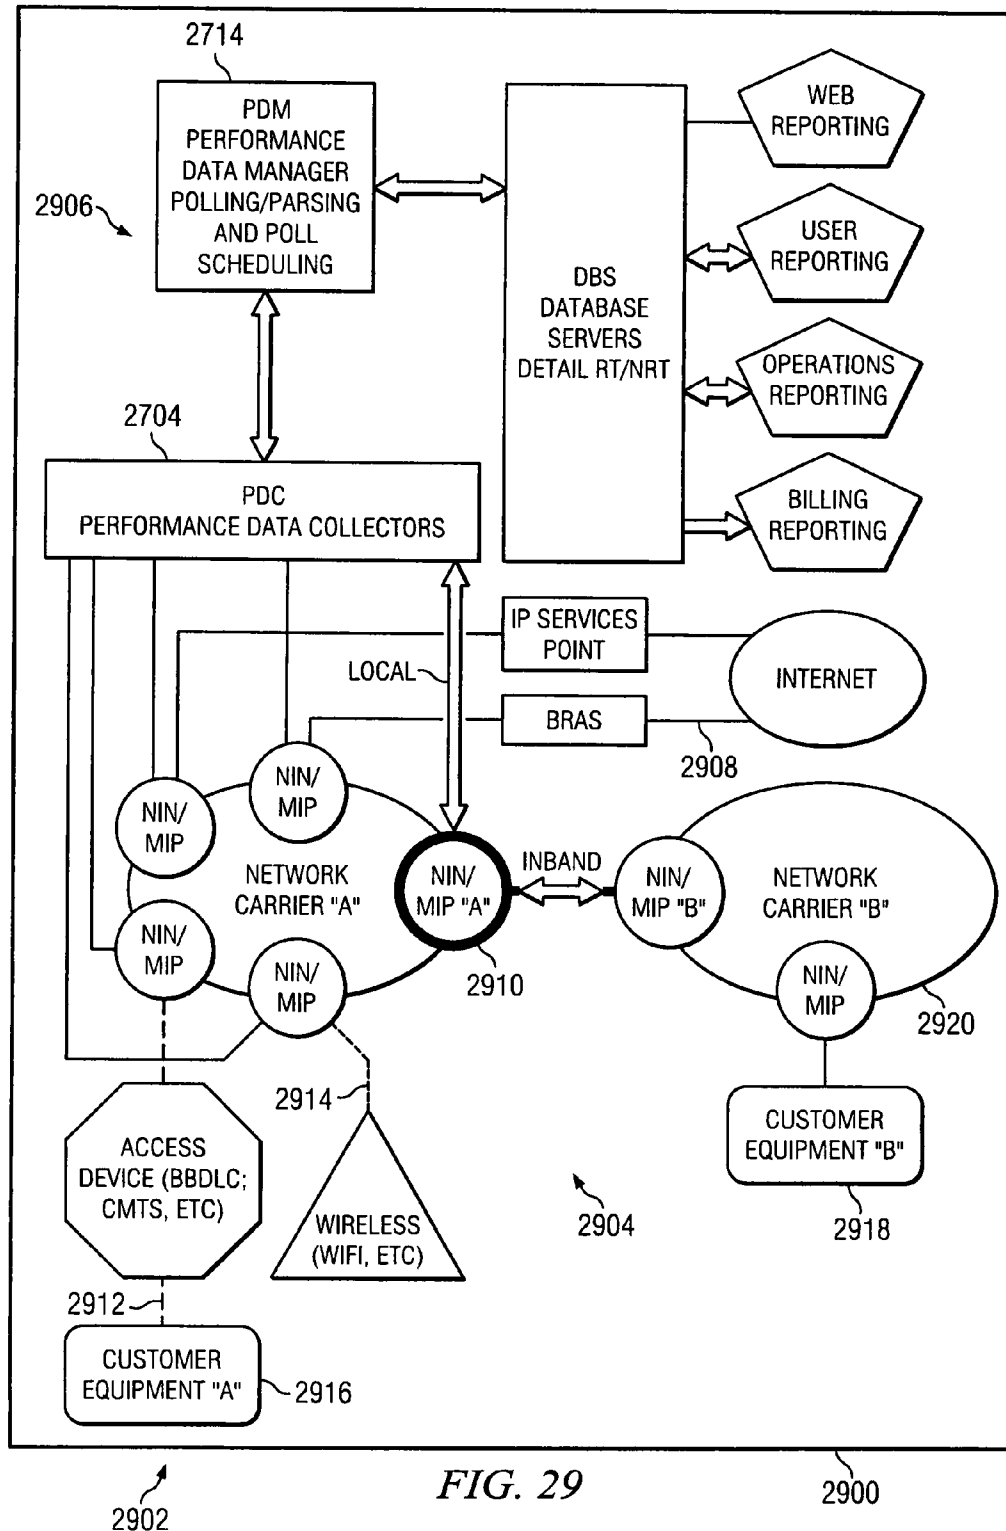 2714
PDM
PERFORMANCE
DATA MANAGER
POLLING/PARSING
AND POLL
SCHEDULING
2906
DBS
DATABASE
SERVERS
DETAIL RT/NRT
WEB
REPORTING
USER
REPORTING
OPERATIONS
REPORTING
BILLING
REPORTING
2704
PDC
PERFORMANCE DATA COLLECTORS
LOCAL
IP SERVICES
POINT
BRAS
2908
INTERNET
NIN/
MIP
NIN/
MIP
NIN/
MIP
NIN/
MIP
NETWORK
CARRIER "A"
NIN/
MIP "A"
2910
INBAND
NIN/
MIP "B"
NETWORK
CARRIER "B"
NIN/
MIP
2920
2914
ACCESS
DEVICE (BBDLC;
CMTS, ETC)
WIRELESS
(WIFI, ETC)
2904
CUSTOMER
EQUIPMENT "B"
2918
2912
CUSTOMER
EQUIPMENT "A"
2916
2902
FIG. 29
2900